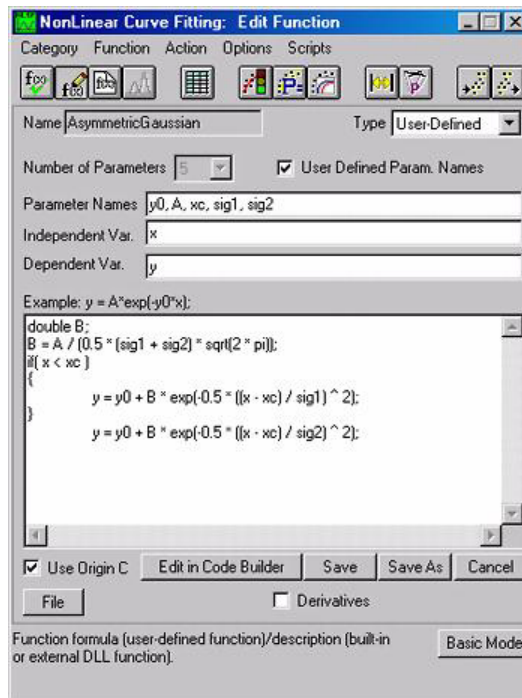 NonLinear Curve Fitting: Edit Function
Category Function Action Options Scripts
Name AsymmetricGaussian Type User-Defined
Number of Parameters 5 User Defined Param. Names
Parameter Names y0, A, xc, sig1, sig2
Independent Var. x
Dependent Var. y
Example: y = A*exp(-y0*x);
double B;
B = A / (0.5 * (sig1 + sig2) * sqrt(2 * pi));
if( x < xc )
{
y = y0 + B * exp(-0.5 * ((x - xc) / sig1) ^ 2);
}
y = y0 + B * exp(-0.5 * ((x - xc) / sig2) ^ 2);
Use Origin C Edit in Code Builder Save Save As Cancel
File Derivatives
Function formula (user-defined function)/description (built-in
or external DLL function).
Basic Mode